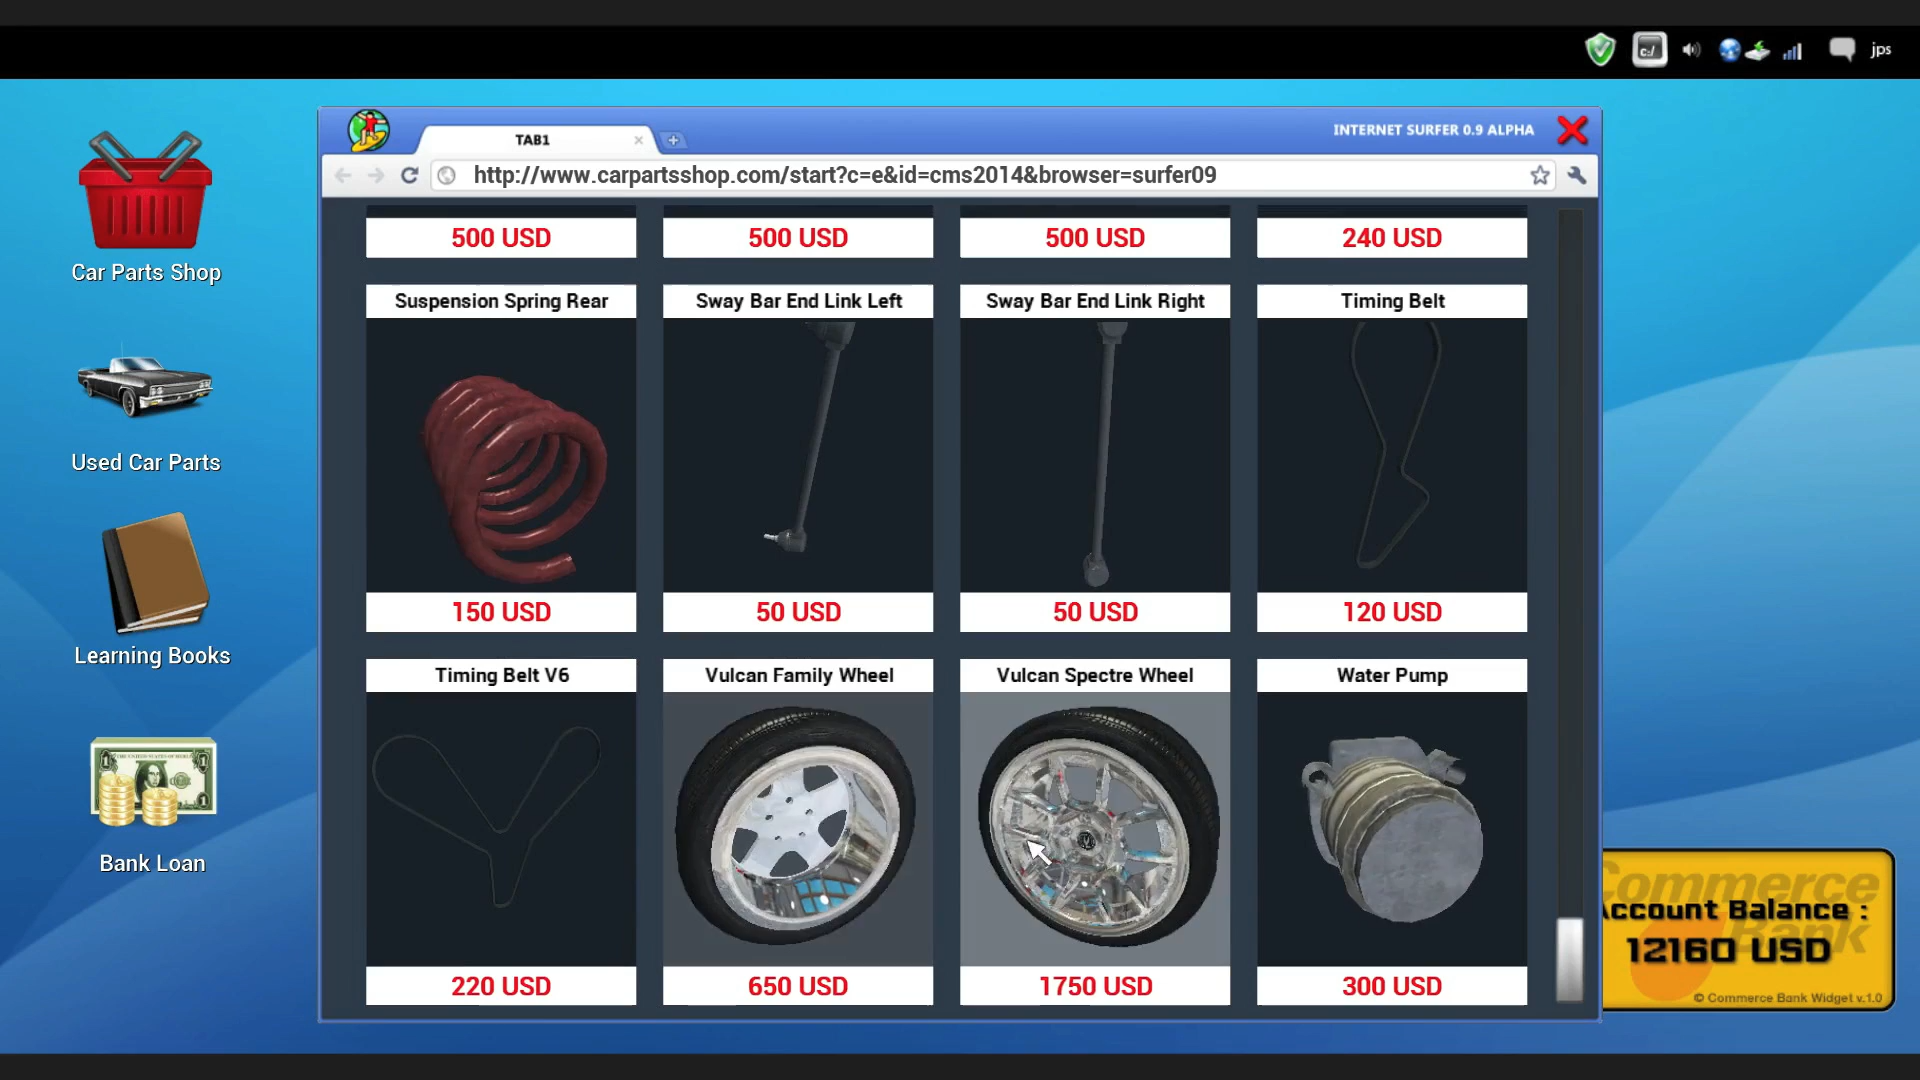 c:/
jps
TAB1
INTERNET SURFER 0.9 ALPHA
http://www.carpartsshop.com/start?c=e&id=cms2014&browser=surfer09
Car Parts Shop
Used Car Parts
Learning Books
Bank Loan
500 USD
500 USD
500 USD
240 USD
Suspension Spring Rear
Sway Bar End Link Left
Sway Bar End Link Right
Timing Belt
150 USD
50 USD
50 USD
120 USD
Timing Belt V6
Vulcan Family Wheel
Vulcan Spectre Wheel
Water Pump
220 USD
650 USD
1750 USD
300 USD
Commerce
Bank
Account Balance :
12160 USD
© Commerce Bank Widget v.1.0